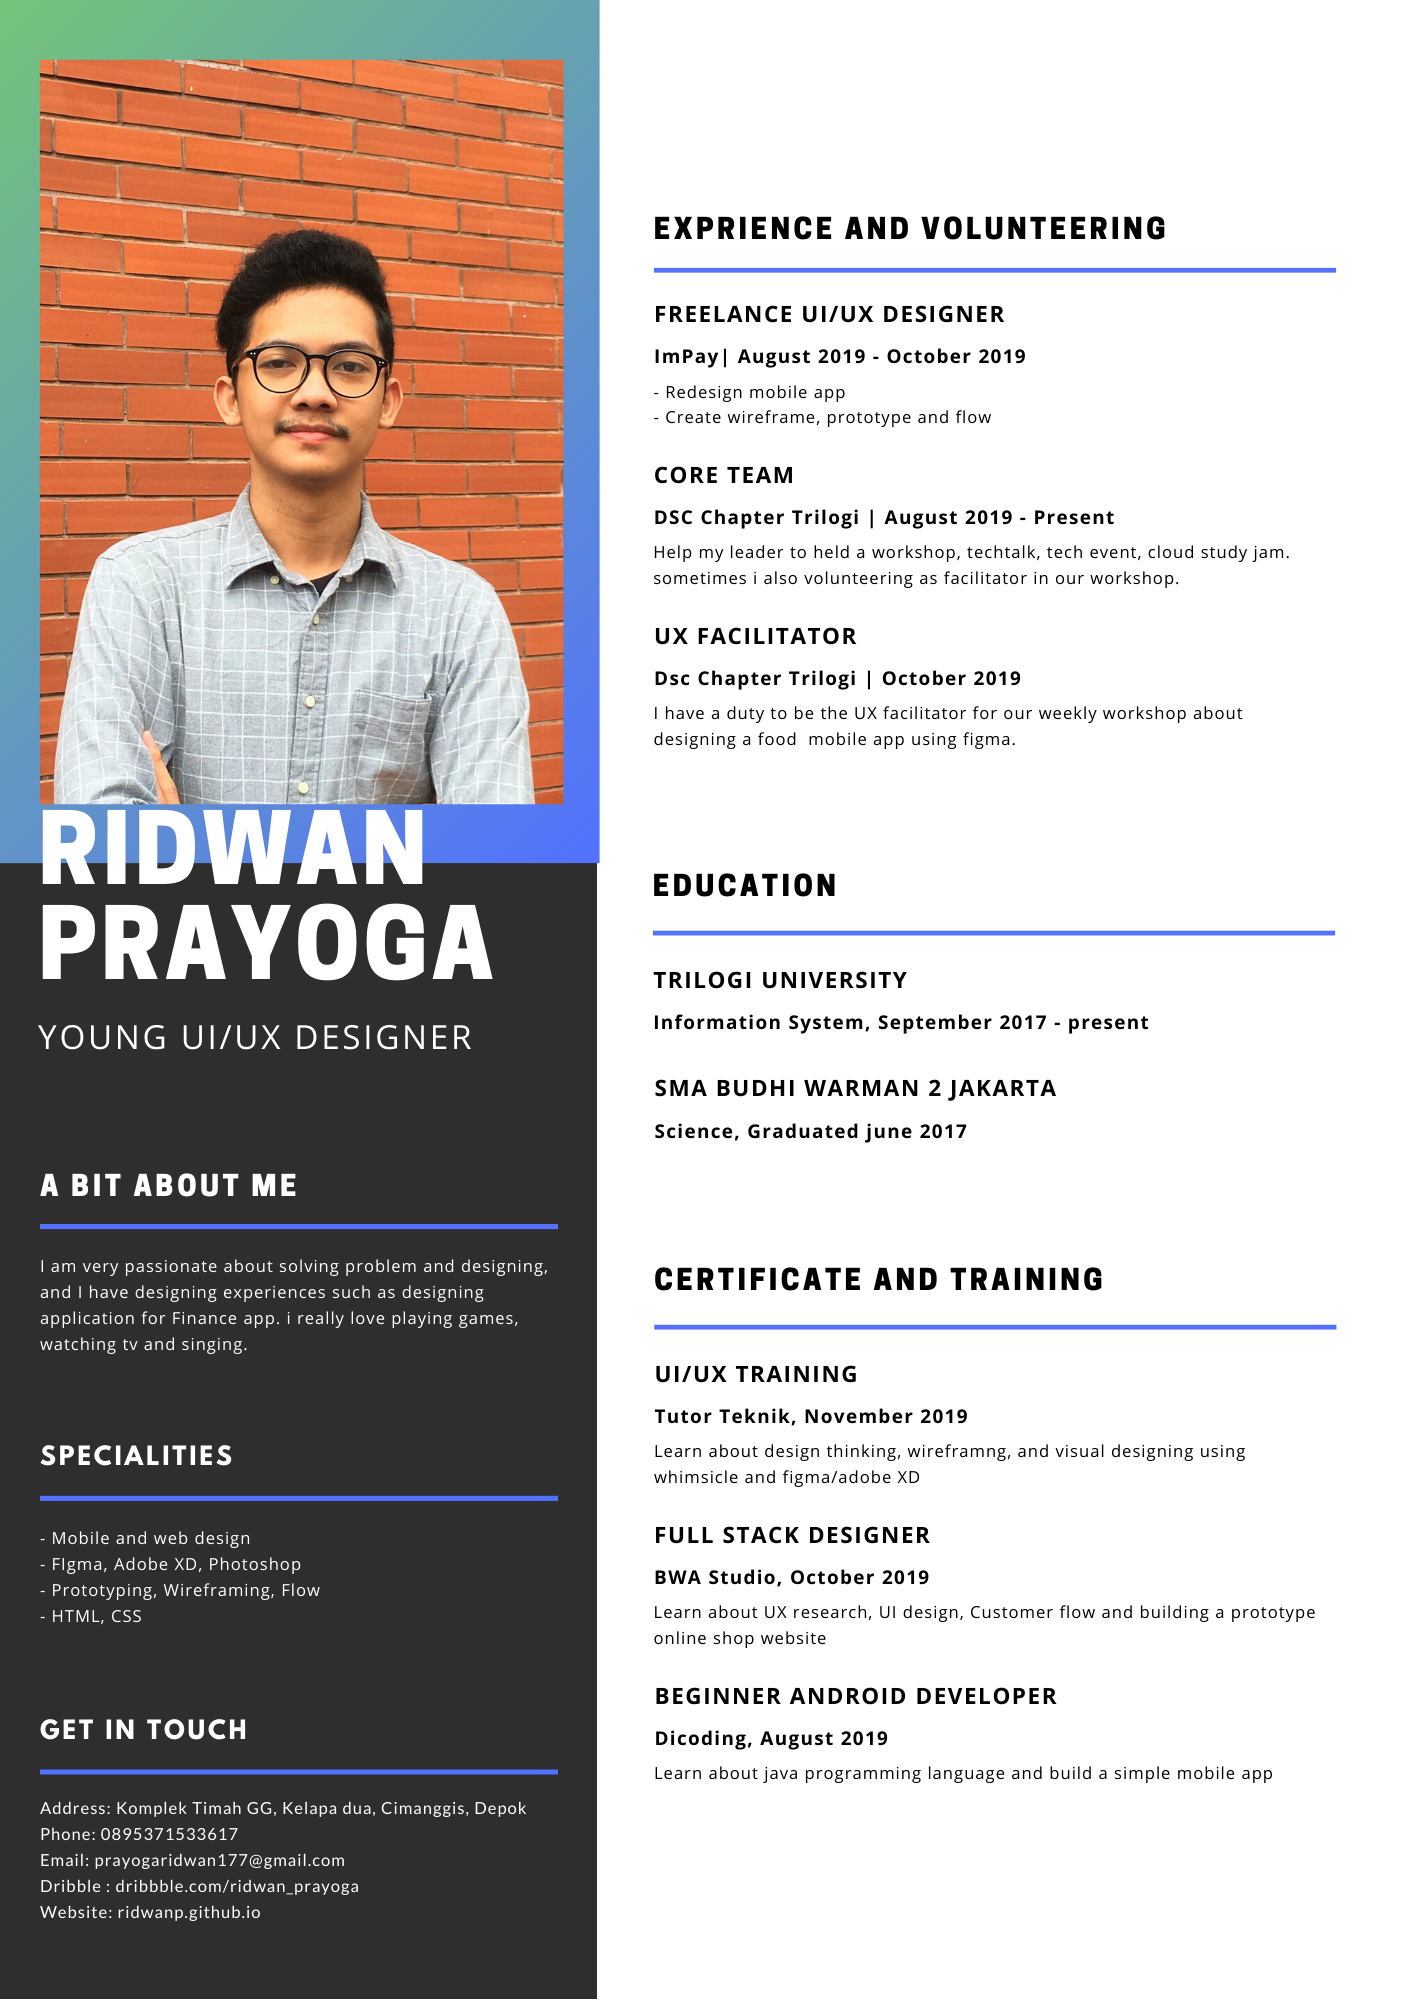 RIDWAN
PRAYOGA
YOUNG UI/UX DESIGNER
A BIT ABOUT ME
I am very passionate about solving problem and designing,
and I have designing experiences such as designing
application for Finance app. i really love playing games,
watching tv and singing.
SPECIALITIES
- Mobile and web design
- FIgma, Adobe XD, Photoshop
- Prototyping, Wireframing, Flow
- HTML, CSS
GET IN TOUCH
Address: Komplek Timah GG, Kelapa dua, Cimanggis, Depok
Phone: 0895371533617
Email: prayogaridwan177@gmail.com
Dribble : dribbble.com/ridwan_prayoga
Website: ridwanp.github.io
EXPRIENCE AND VOLUNTEERING
FREELANCE UI/UX DESIGNER
ImPay| August 2019 - October 2019
- Redesign mobile app
- Create wireframe, prototype and flow
CORE TEAM
DSC Chapter Trilogi | August 2019 - Present
Help my leader to held a workshop, techtalk, tech event, cloud study jam.
sometimes i also volunteering as facilitator in our workshop.
UX FACILITATOR
Dsc Chapter Trilogi | October 2019
I have a duty to be the UX facilitator for our weekly workshop about
designing a food  mobile app using figma.
EDUCATION
TRILOGI UNIVERSITY
Information System, September 2017 - present
SMA BUDHI WARMAN 2 JAKARTA
Science, Graduated june 2017
CERTIFICATE AND TRAINING
UI/UX TRAINING
Tutor Teknik, November 2019
Learn about design thinking, wireframng, and visual designing using
whimsicle and figma/adobe XD
FULL STACK DESIGNER
BWA Studio, October 2019
Learn about UX research, UI design, Customer flow and building a prototype
online shop website
BEGINNER ANDROID DEVELOPER
Dicoding, August 2019
Learn about java programming language and build a simple mobile app